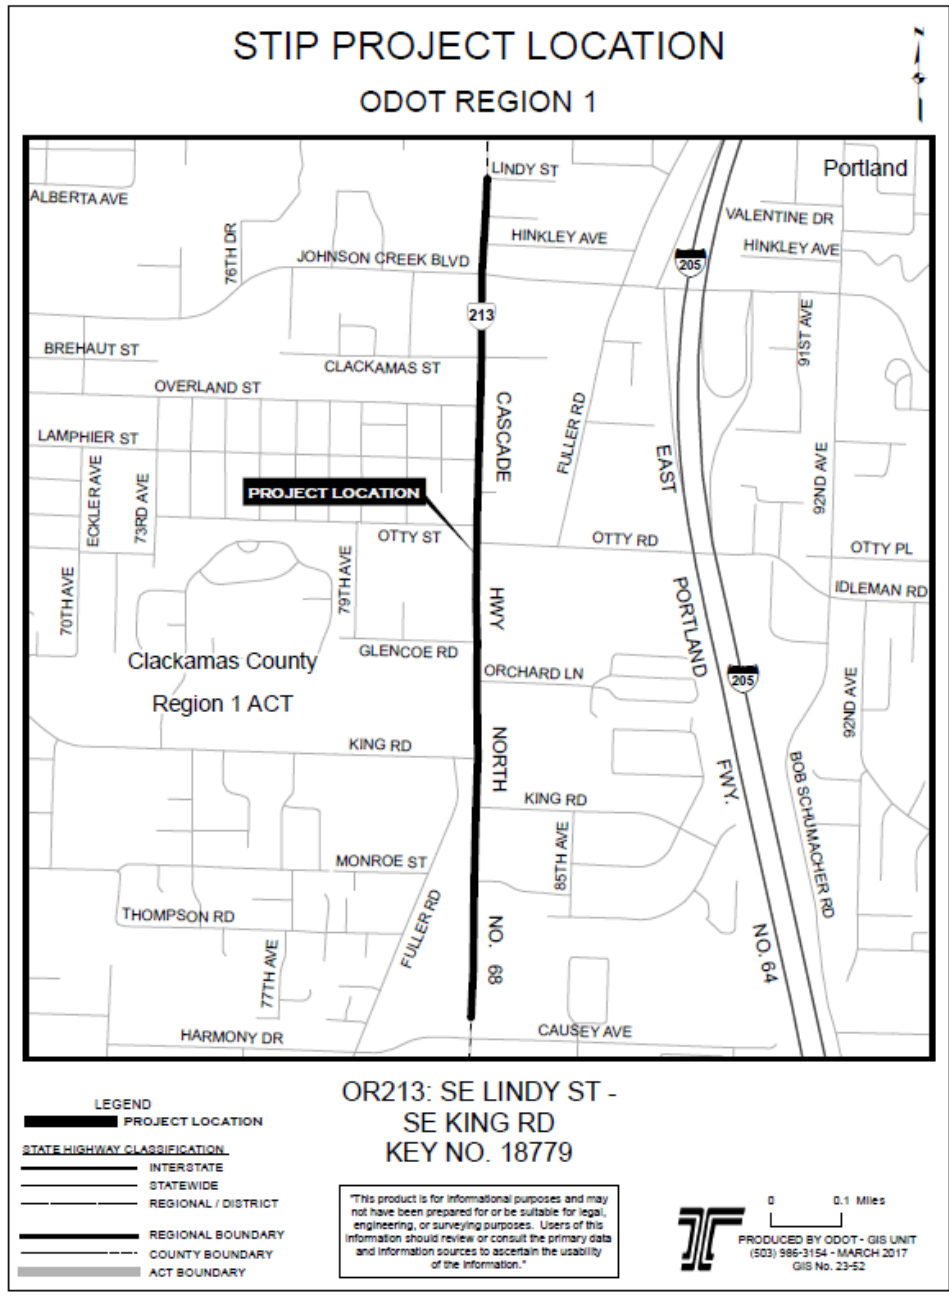 STIP PROJECT LOCATION
ODOT REGION 1
N
LINDY ST
Portland
ALBERTA AVE
VALENTINE DR
76TH DR
HINKLEY AVE
HINKLEY AVE
JOHNSON CREEK BLVD
205
213
91ST AVE
BREHAUT ST
CLACKAMAS ST
OVERLAND ST
CASCADE
FULLER RD
LAMPHIER ST
EAST
ECKLER AVE
73RD AVE
92ND AVE
PROJECT LOCATION
OTTY ST
OTTY RD
OTTY PL
70TH AVE
79TH AVE
HWY
PORTLAND
IDLEMAN RD
GLENCOE RD
Clackamas County
ORCHARD LN
205
Region 1 ACT
92ND AVE
KING RD
NORTH
FWY.
BOB SCHUMACHER RD
KING RD
85TH AVE
MONROE ST
THOMPSON RD
FULLER RD
NO. 68
NO. 64
77TH AVE
HARMONY DR
CAUSEY AVE
OR213: SE LINDY ST -
SE KING RD
KEY NO. 18779
LEGEND
PROJECT LOCATION
STATE HIGHWAY CLASSIFICATION
INTERSTATE
STATEWIDE
REGIONAL / DISTRICT
REGIONAL BOUNDARY
COUNTY BOUNDARY
ACT BOUNDARY
"This product is for informational purposes and may
not have been prepared for or be suitable for legal,
engineering, or surveying purposes. Users of this
information should review or consult the primary data
and information sources to ascertain the usability
of the information."
0 0.1 Miles
PRODUCED BY ODOT - GIS UNIT
(503) 986-3154 - MARCH 2017
GIS No. 23-52